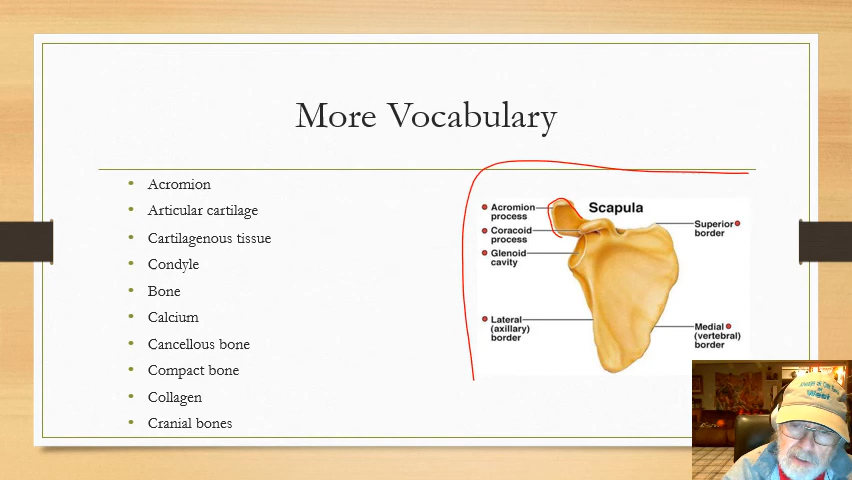 More Vocabulary
• Acromion
• Articular cartilage
• Cartilagenous tissue
• Condyle
• Bone
• Calcium
• Cancellous bone
• Compact bone
• Collagen
• Cranial bones
Scapula
Acromion
process
Coracoid
process
Glenoid
cavity
Lateral
(axillary)
border
Superior
border
Medial
(vertebral)
border
West